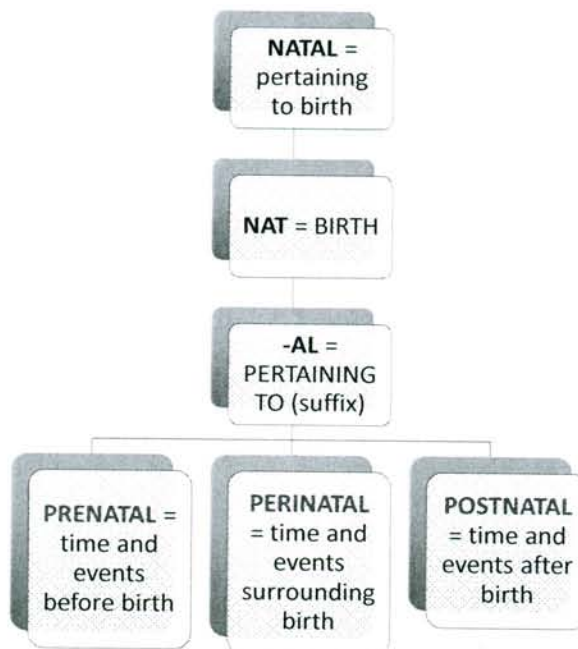 NATAL =
pertaining
to birth
NAT = BIRTH
-AL =
PERTAINING
TO (suffix)
PRENATAL =
time and
events
before birth
PERINATAL
= time and
events
surrounding
birth
POSTNATAL
= time and
events after
birth